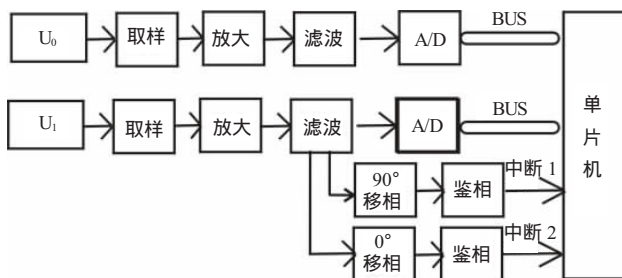 U₀ 取样 放大 滤波 A/D BUS
U₁ 取样 放大 滤波 A/D BUS
90° 移相 鉴相 中断 1
0° 移相 鉴相 中断 2
单片机